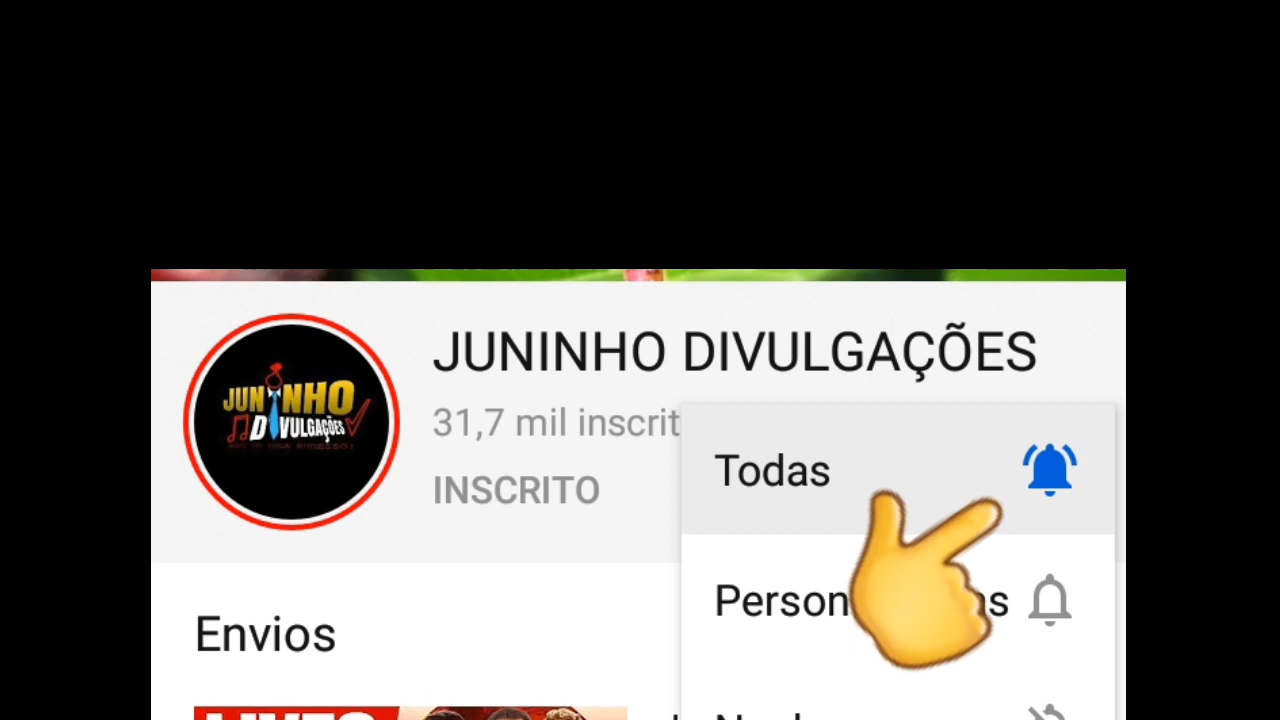 JUNINHO DIVULGAÇÕES
JUNINHO
DIVULGAÇÕES
31,7 mil inscrit
INSCRITO
Todas
Envios